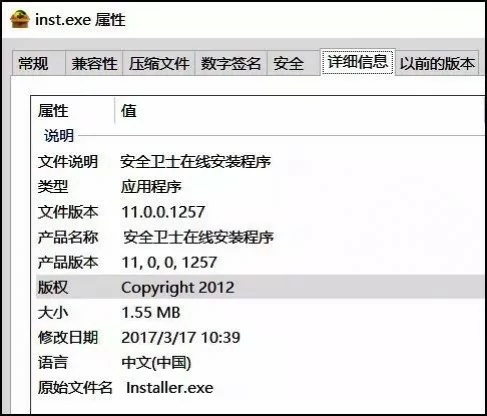 inst.exe 属性
常规 兼容性 压缩文件 数字签名 安全 详细信息 以前的版本
属性 值
说明
文件说明 安全卫士在线安装程序
类型 应用程序
文件版本 11.0.0.1257
产品名称 安全卫士在线安装程序
产品版本 11, 0, 0, 1257
版权 Copyright 2012
大小 1.55 MB
修改日期 2017/3/17 10:39
语言 中文(中国)
原始文件名 Installer.exe